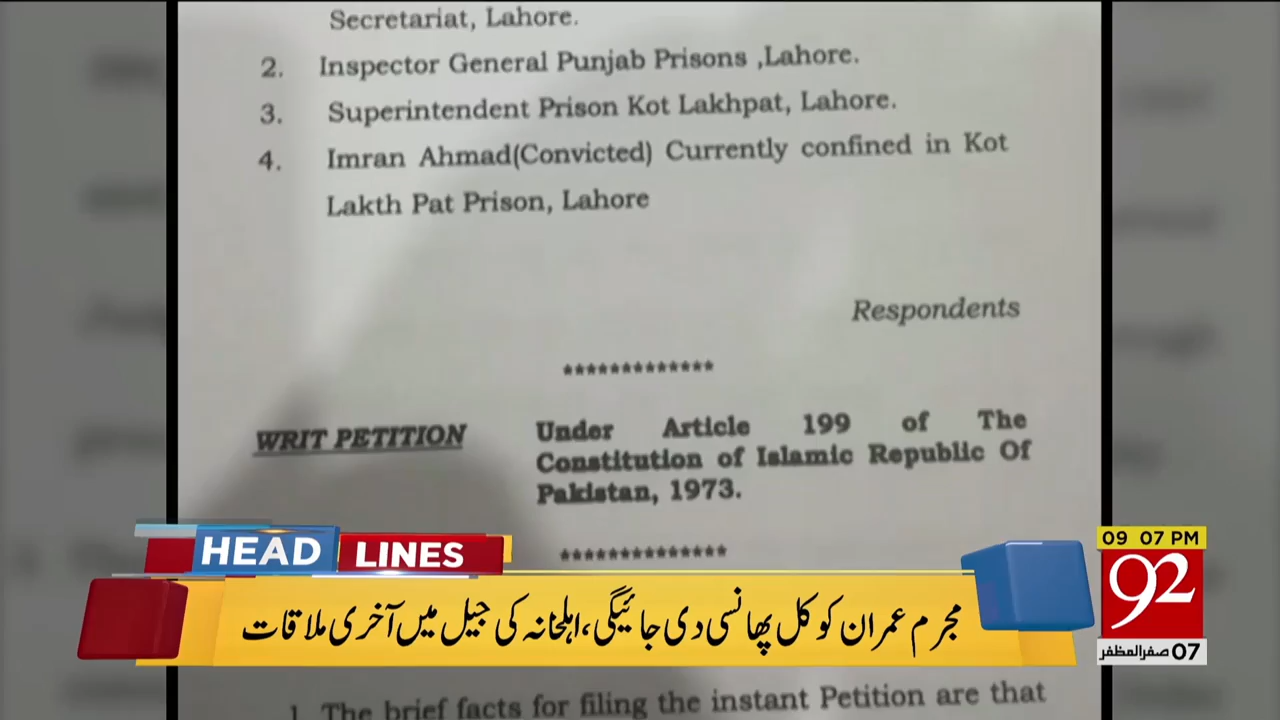 Secretariat, Lahore.
2. Inspector General Punjab Prisons ,Lahore.
3. Superintendent Prison Kot Lakhpat, Lahore.
4. Imran Ahmad(Convicted) Currently confined in Kot
Lakth Pat Prison, Lahore
Respondents
*************
WRIT PETITION Under Article 199 of The
Constitution of Islamic Republic Of
Pakistan, 1973.
**************
HEAD LINES
مجرم عمران کو کل پھانسی دی جائیگی، اہلخانہ کی جیل میں آخری ملاقات
09 07 PM
92
07 صفر المظفر
1. The brief facts for filing the instant Petition are that